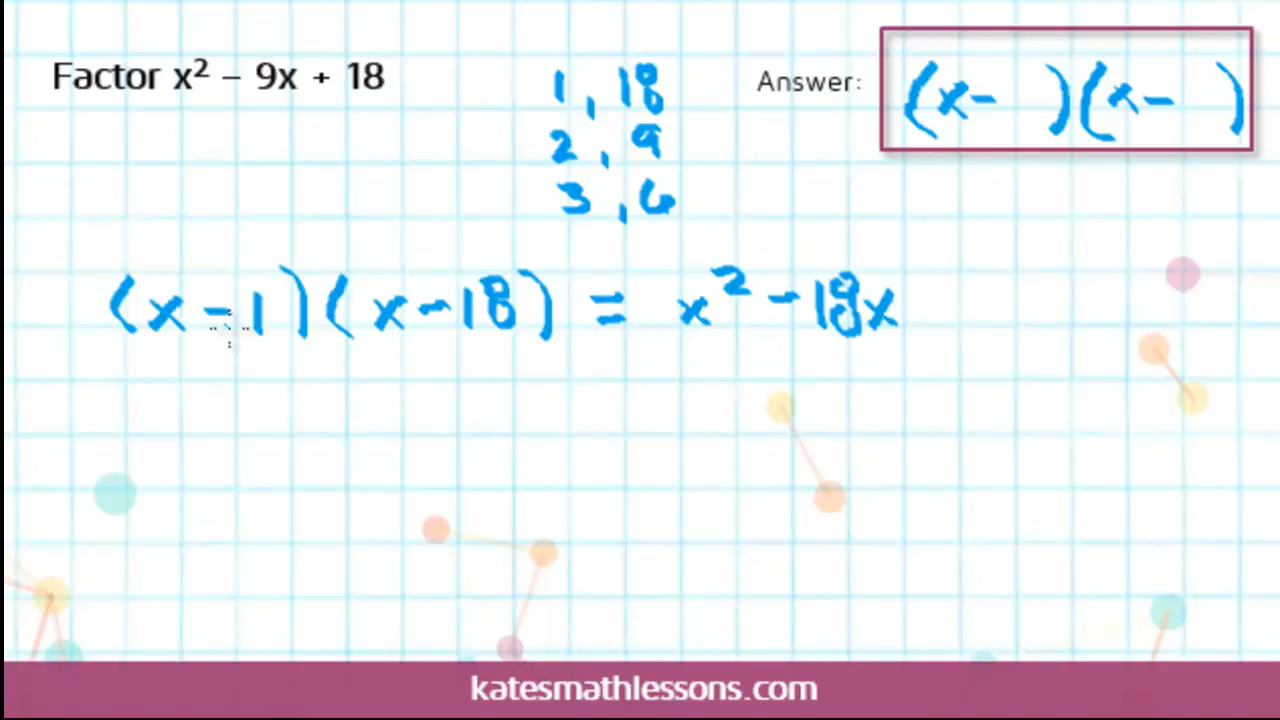 Factor x² – 9x + 18
1, 18
2, 9
3, 6
Answer: (x- )(x- )
(x-1)(x-18) = x²-18x
katesmathlessons.com